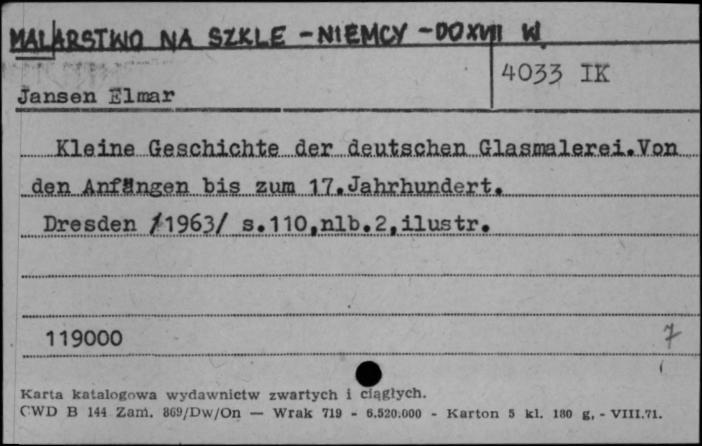 MALARSTWO NA SZKLE - NIEMCY - DO XVII W.
4033 IK
Jansen Elmar
Kleine Geschichte der deutschen Glasmalerei.Von
den Anfängen bis zum 17.Jahrhundert.
Dresden /1963/ s.110,nlb.2,ilustr.
119000
7
Karta katalogowa wydawnictw zwartych i ciągłych.
CWD B 144 Zam. 869/Dw/On — Wrak 719 - 6.520.000 - Karton 5 kl. 180 g. - VIII.71.